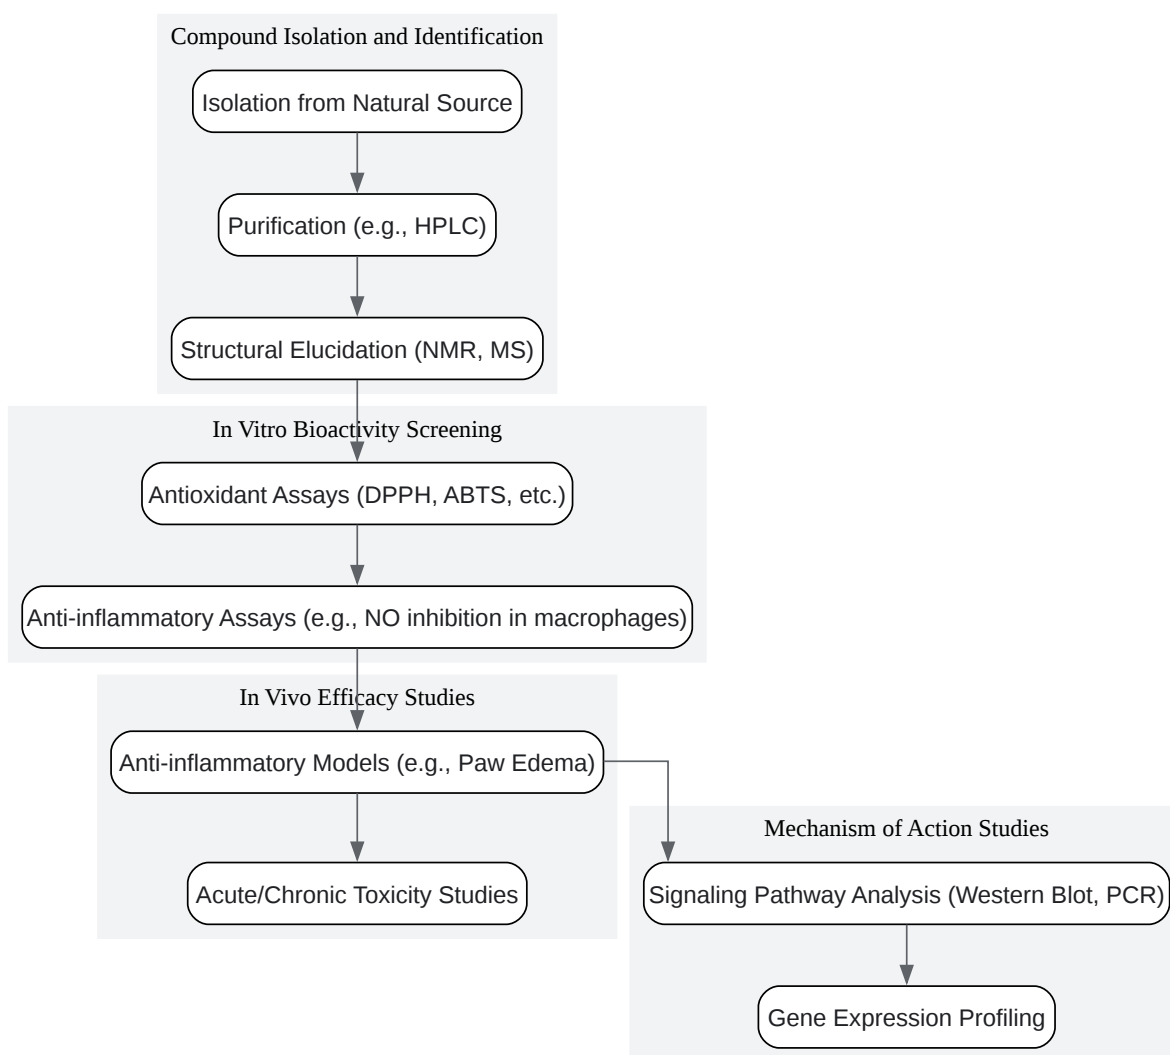 Compound Isolation and Identification
Isolation from Natural Source
Purification (e.g., HPLC)
Structural Elucidation (NMR, MS)
In Vitro Bioactivity Screening
Antioxidant Assays (DPPH, ABTS, etc.)
Anti-inflammatory Assays (e.g., NO inhibition in macrophages)
In Vivo Efficacy Studies
Anti-inflammatory Models (e.g., Paw Edema)
Acute/Chronic Toxicity Studies
Mechanism of Action Studies
Signaling Pathway Analysis (Western Blot, PCR)
Gene Expression Profiling